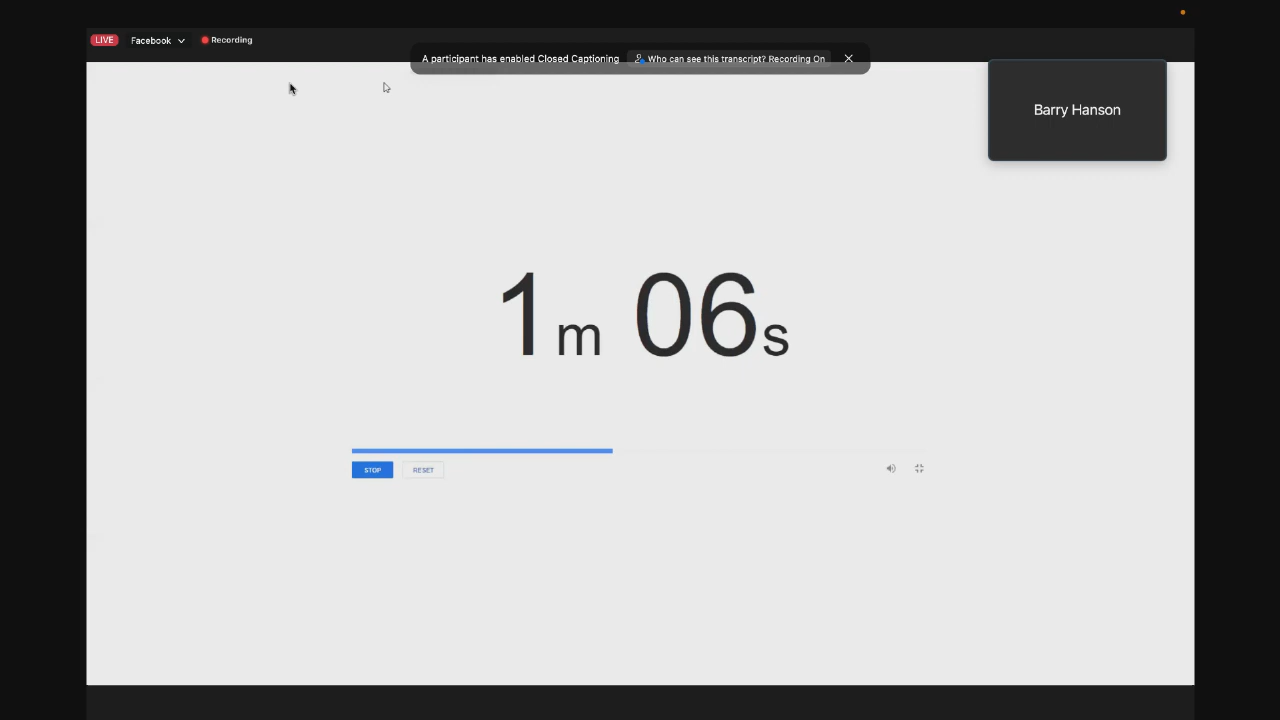 LIVE Facebook Recording
A participant has enabled Closed Captioning Who can see this transcript? Recording On
Barry Hanson
1m 06s
STOP RESET